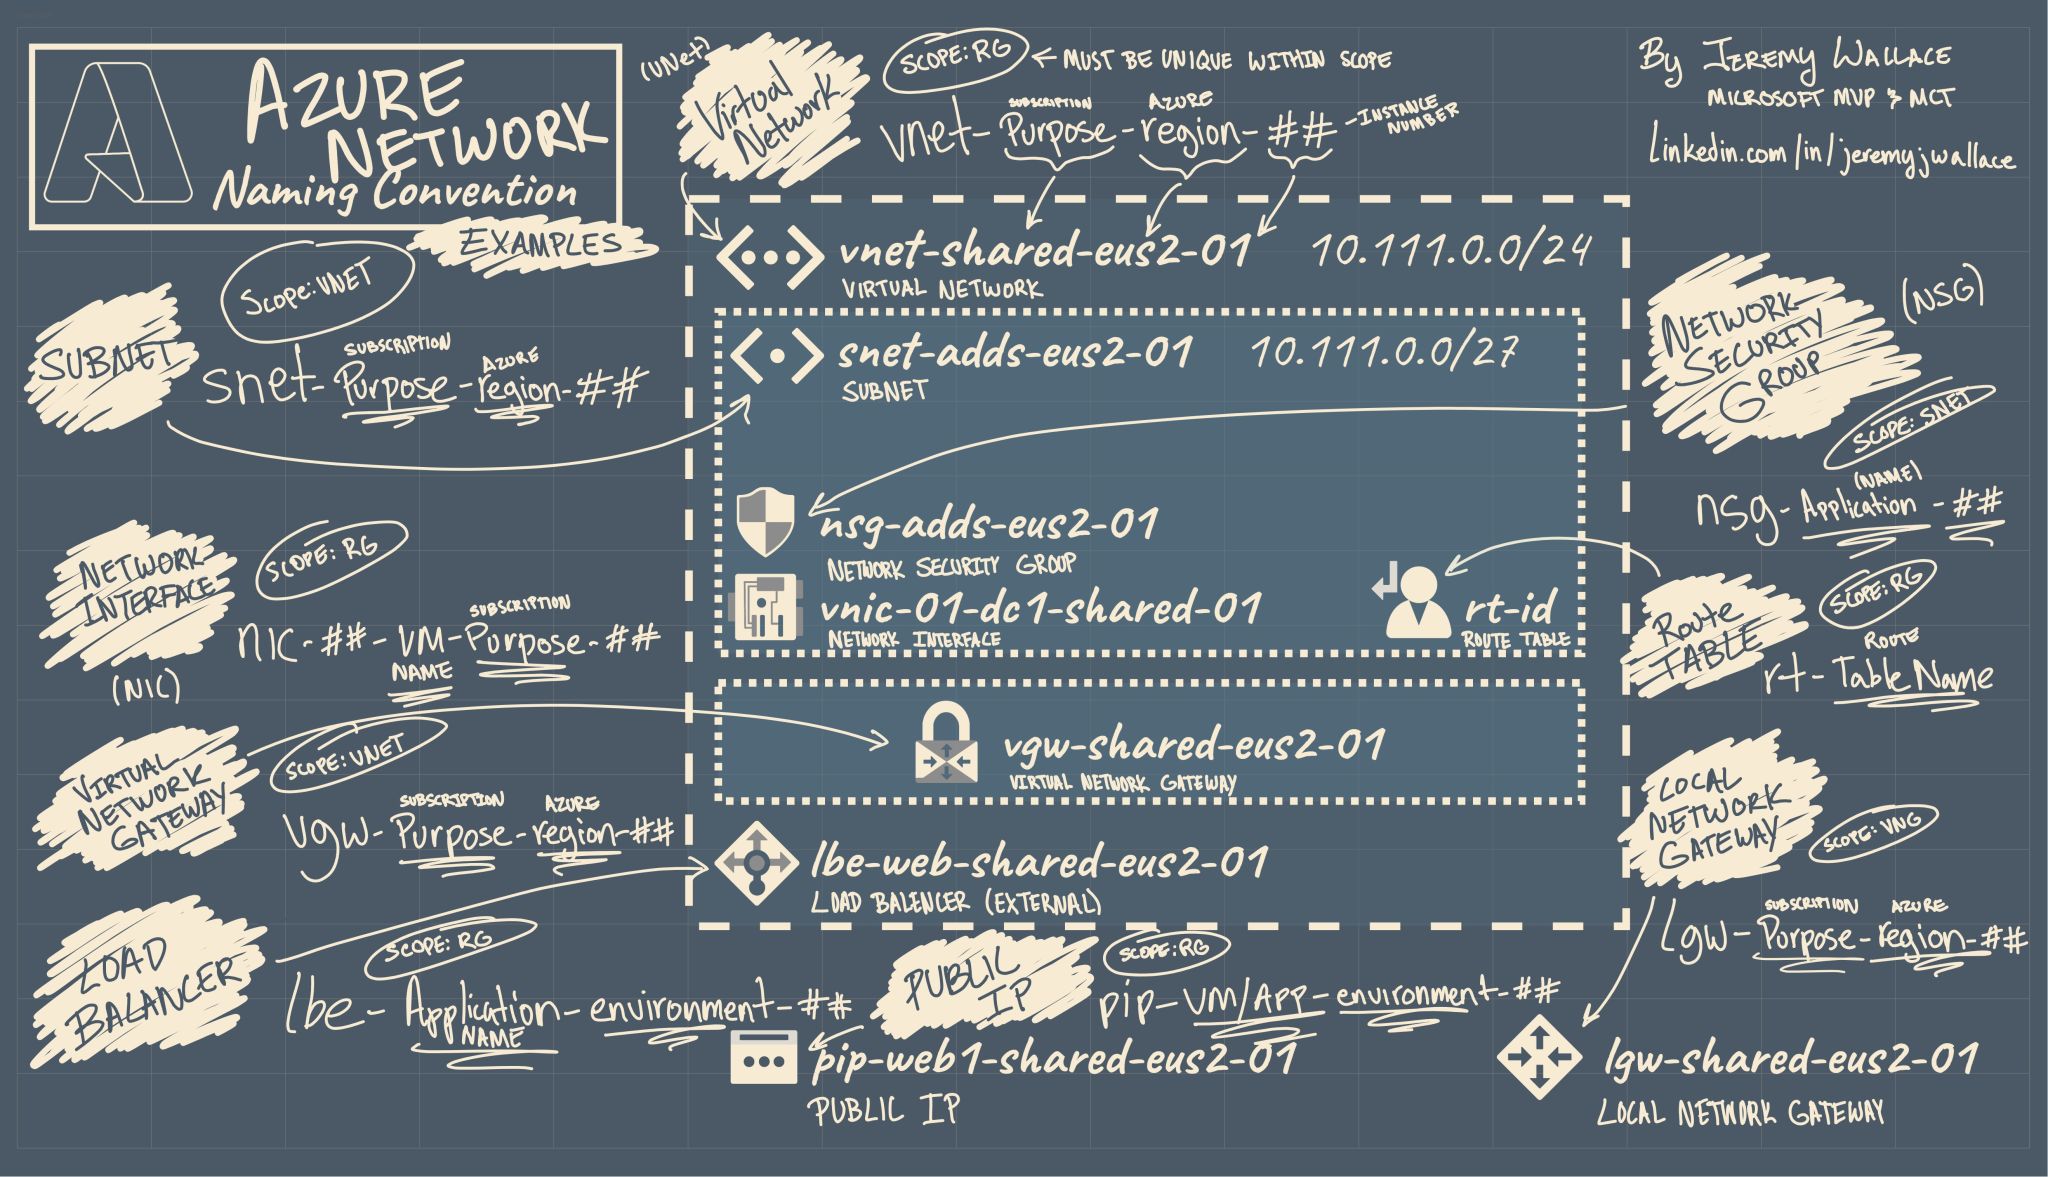 AZURE
NETWORK
Naming Convention
EXAMPLES
(VNet)
Virtual
Network
SCOPE: RG
← MUST BE UNIQUE WITHIN SCOPE
SUBSCRIPTION AZURE
vnet-Purpose-region-## -INSTANCE
NUMBER
By JEREMY WALLACE
MICROSOFT MVP & MCT
Linkedin.com/in/jeremyjwallace
vnet-shared-eus2-01 10.111.0.0/24
VIRTUAL NETWORK
SUBNET
SCOPE: VNET
SUBSCRIPTION AZURE
snet-Purpose-region-##
snet-adds-eus2-01 10.111.0.0/27
SUBNET
NETWORK
SECURITY
GROUP
(NSG)
SCOPE: SNET
(NAME)
nsg-Application-##
nsg-adds-eus2-01
NETWORK SECURITY GROUP
NETWORK
INTERFACE
(NIC)
SCOPE: RG
SUBSCRIPTION
nic-##-VM-Purpose-##
NAME
vnic-01-dc1-shared-01
NETWORK INTERFACE
rt-id
ROUTE TABLE
Route
TABLE
SCOPE: RG
ROUTE
rt-Table Name
VIRTUAL
NETWORK
GATEWAY
SCOPE: VNET
SUBSCRIPTION AZURE
vgw-Purpose-region-##
vgw-shared-eus2-01
VIRTUAL NETWORK GATEWAY
LOCAL
NETWORK
GATEWAY
SCOPE: VNG
SUBSCRIPTION AZURE
lgw-Purpose-region-##
lbe-web-shared-eus2-01
LOAD BALENCER (EXTERNAL)
LOAD
BALANCER
SCOPE: RG
lbe-Application-environment-##
NAME
PUBLIC
IP
SCOPE: RG
pip-VM/APP-environment-##
pip-web1-shared-eus2-01
PUBLIC IP
lgw-shared-eus2-01
LOCAL NETWORK GATEWAY